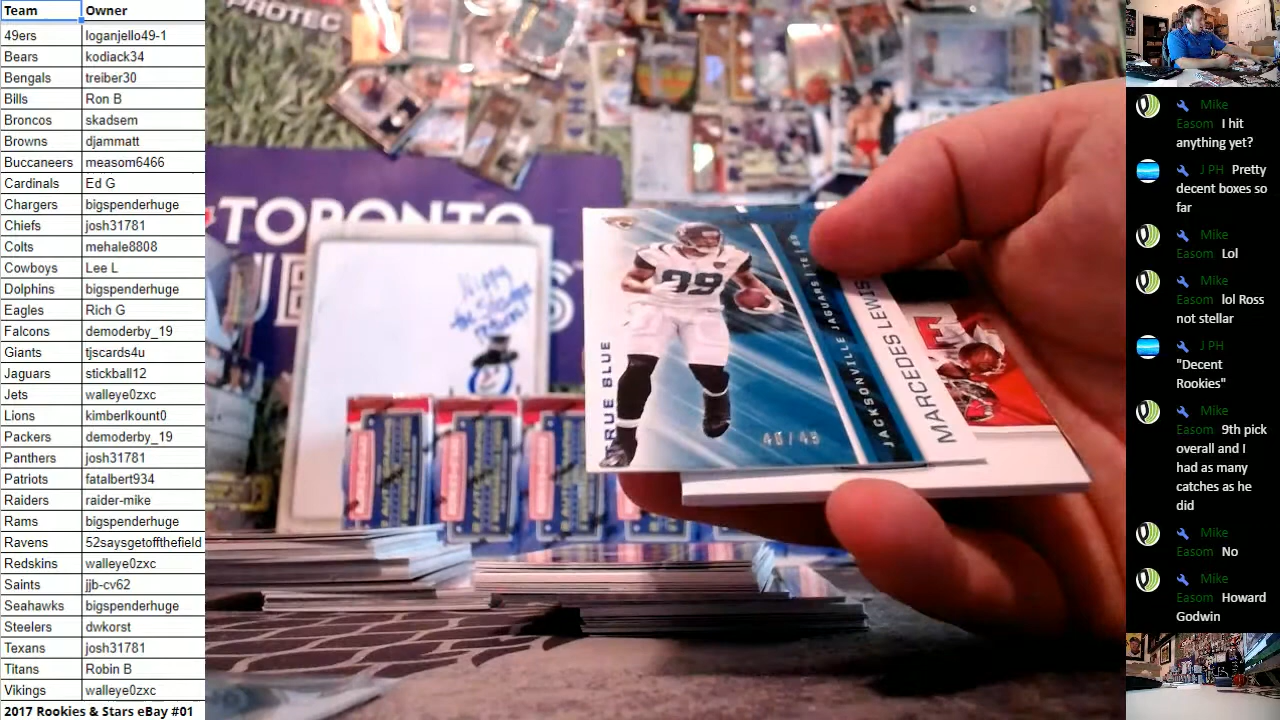 Team Owner
49ers loganjello49-1
Bears kodiack34
Bengals treiber30
Bills Ron B
Broncos skadsem
Browns djammatt
Buccaneers measom6466
Cardinals Ed G
Chargers bigspenderhuge
Chiefs josh31781
Colts mehale8808
Cowboys Lee L
Dolphins bigspenderhuge
Eagles Rich G
Falcons demoderby_19
Giants tjscards4u
Jaguars stickball12
Jets walleye0zxc
Lions kimberlkount0
Packers demoderby_19
Panthers josh31781
Patriots fatalbert934
Raiders raider-mike
Rams bigspenderhuge
Ravens 52saysgetoffthefield
Redskins walleye0zxc
Saints jjb-cv62
Seahawks bigspenderhuge
Steelers dwkorst
Texans josh31781
Titans Robin B
Vikings walleye0zxc
2017 Rookies & Stars eBay #01
PROTEC
TORONTO
TRUE BLUE
JACKSONVILLE JAGUARS | TE
MARCEDES LEWIS
Mike
Easom I hit
anything yet?
J PH Pretty
decent boxes so
far
Mike
Easom Lol
Mike
Easom lol Ross
not stellar
J PH
"Decent
Rookies"
Mike
Easom 9th pick
overall and I
had as many
catches as he
did
Mike
Easom No
Mike
Easom Howard
Godwin